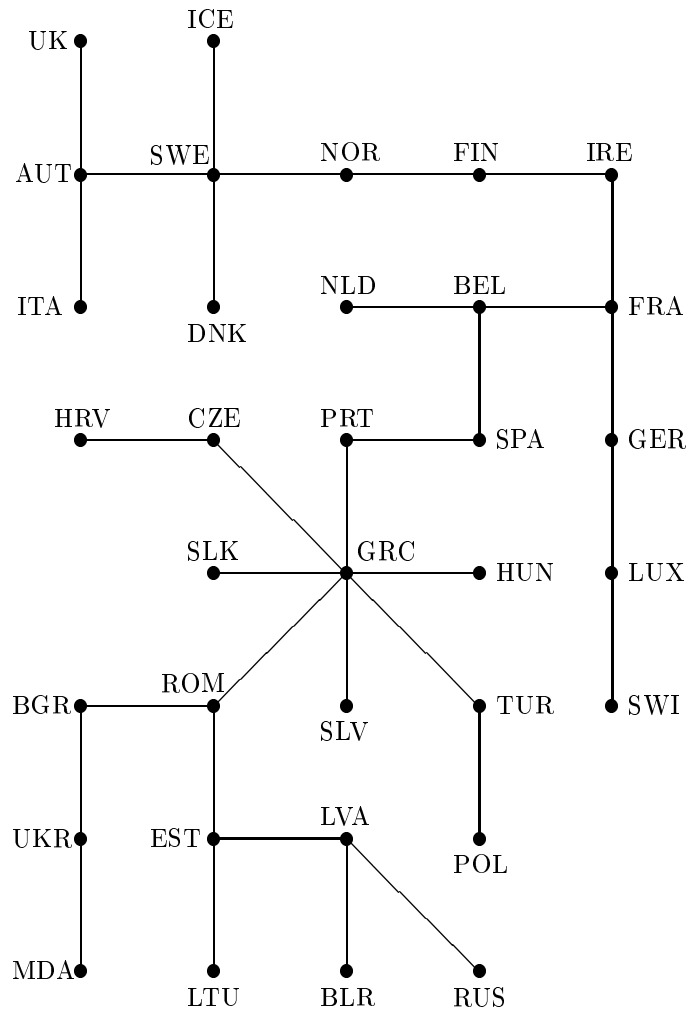 ICE
UK
SWE NOR FIN IRE
AUT
NLD BEL
ITA FRA
DNK
HRV CZE PRT
SPA GER
SLK GRC
HUN LUX
ROM
BGR TUR SWI
SLV
LVA
UKR EST
POL
MDA
LTU BLR RUS